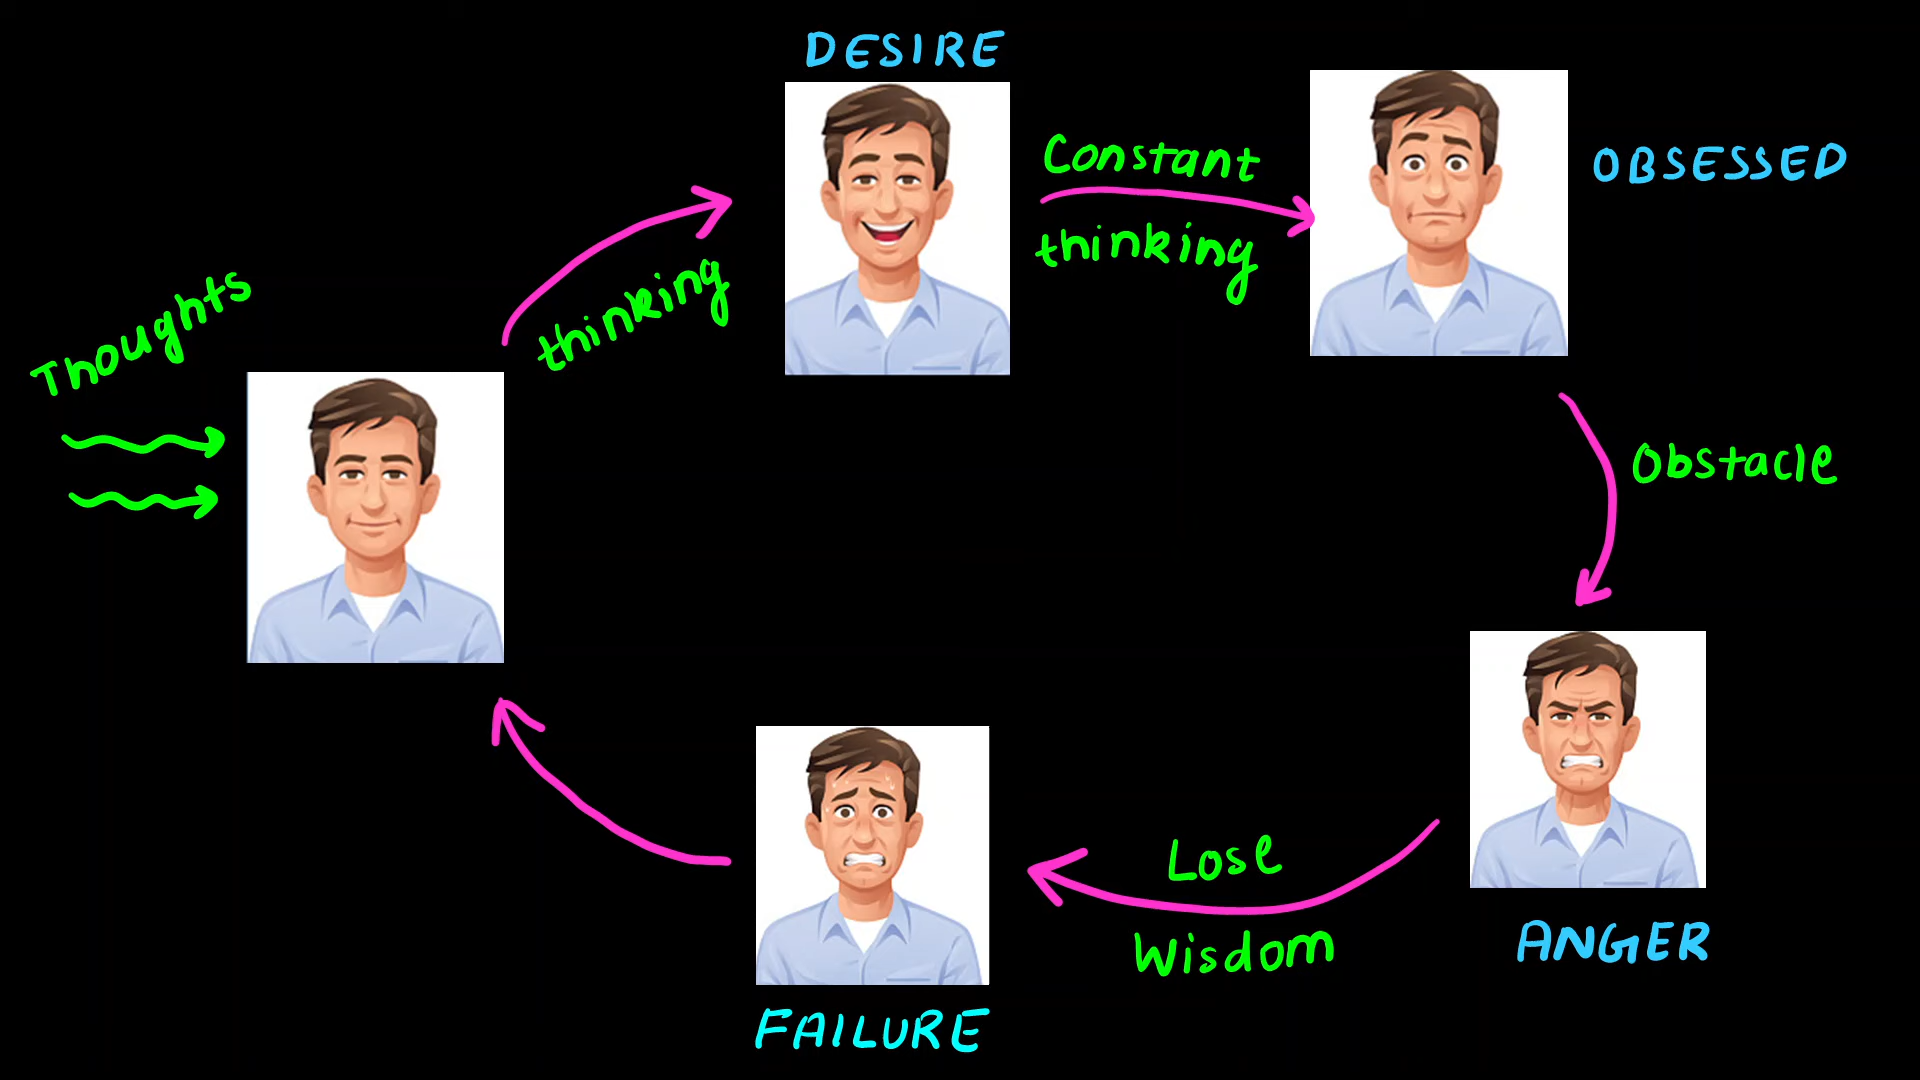 Thoughts
thinking
DESIRE
Constant
thinking
OBSESSED
Obstacle
ANGER
Lose
Wisdom
FAILURE